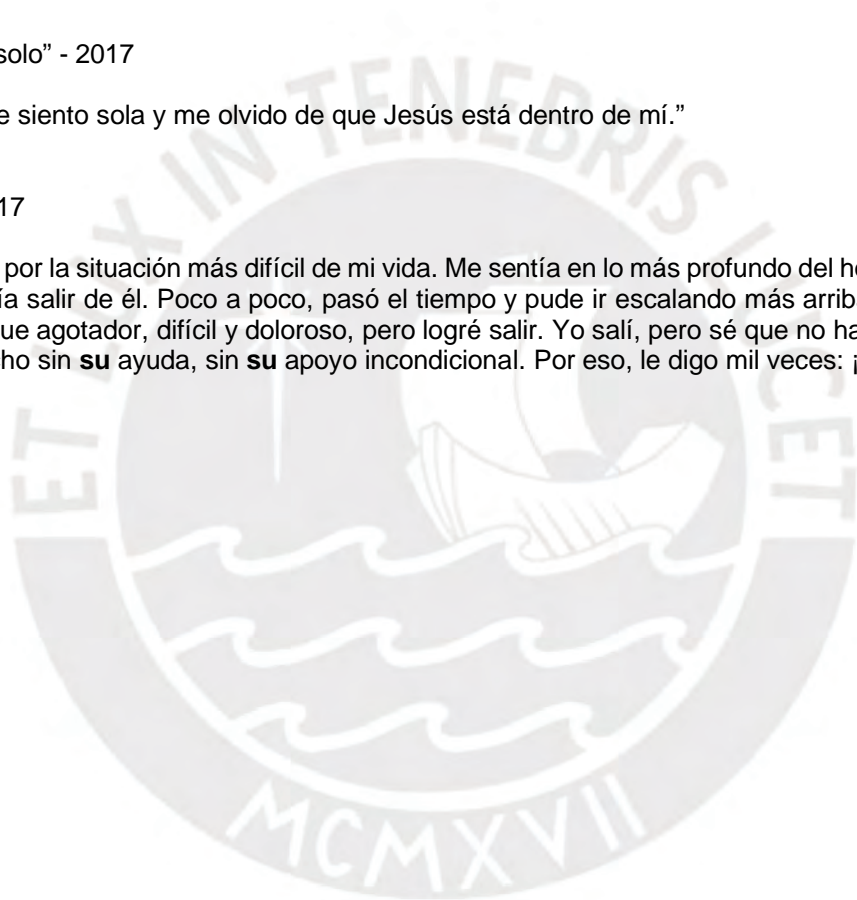 solo” - 2017
e siento sola y me olvido de que Jesús está dentro de mí.”
17
por la situación más difícil de mi vida. Me sentía en lo más profundo del h
ía salir de él. Poco a poco, pasó el tiempo y pude ir escalando más arrib
ue agotador, difícil y doloroso, pero logré salir. Yo salí, pero sé que no ha
ho sin su ayuda, sin su apoyo incondicional. Por eso, le digo mil veces: ¡
ET LUX IN TENEBRIS LUCET
MCMXVII